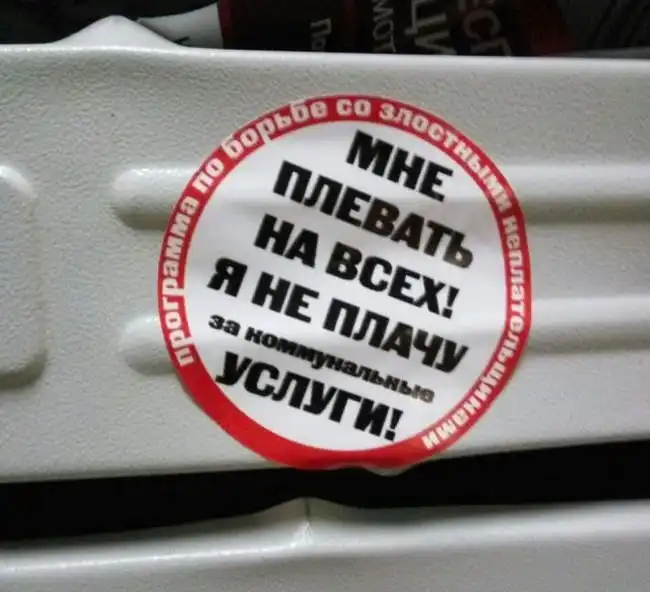 программа по борьбе со злостными неплательщиками
МНЕ
ПЛЕВАТЬ
НА ВСЕХ!
Я НЕ ПЛАЧУ
за коммунальные
УСЛУГИ!